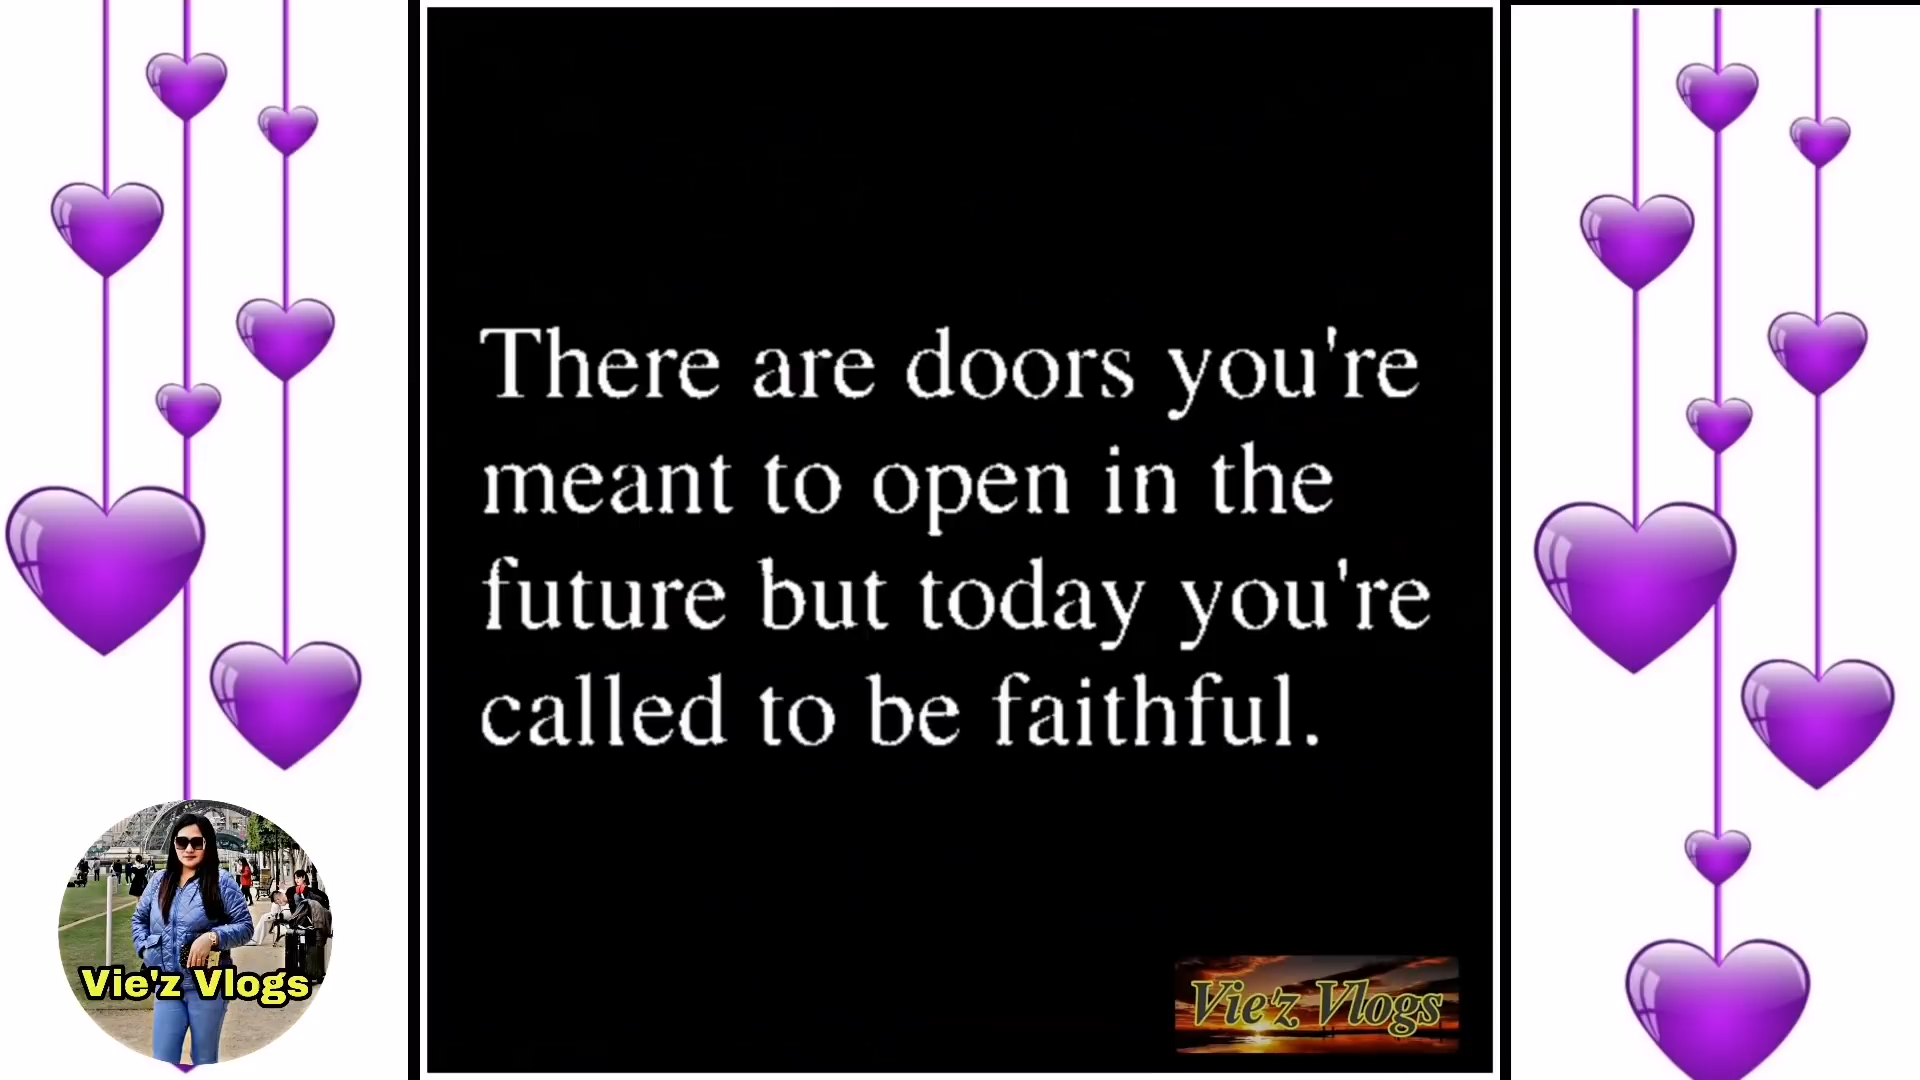 There are doors you're
meant to open in the
future but today you're
called to be faithful.
Vie'z Vlogs
Vie'z Vlogs